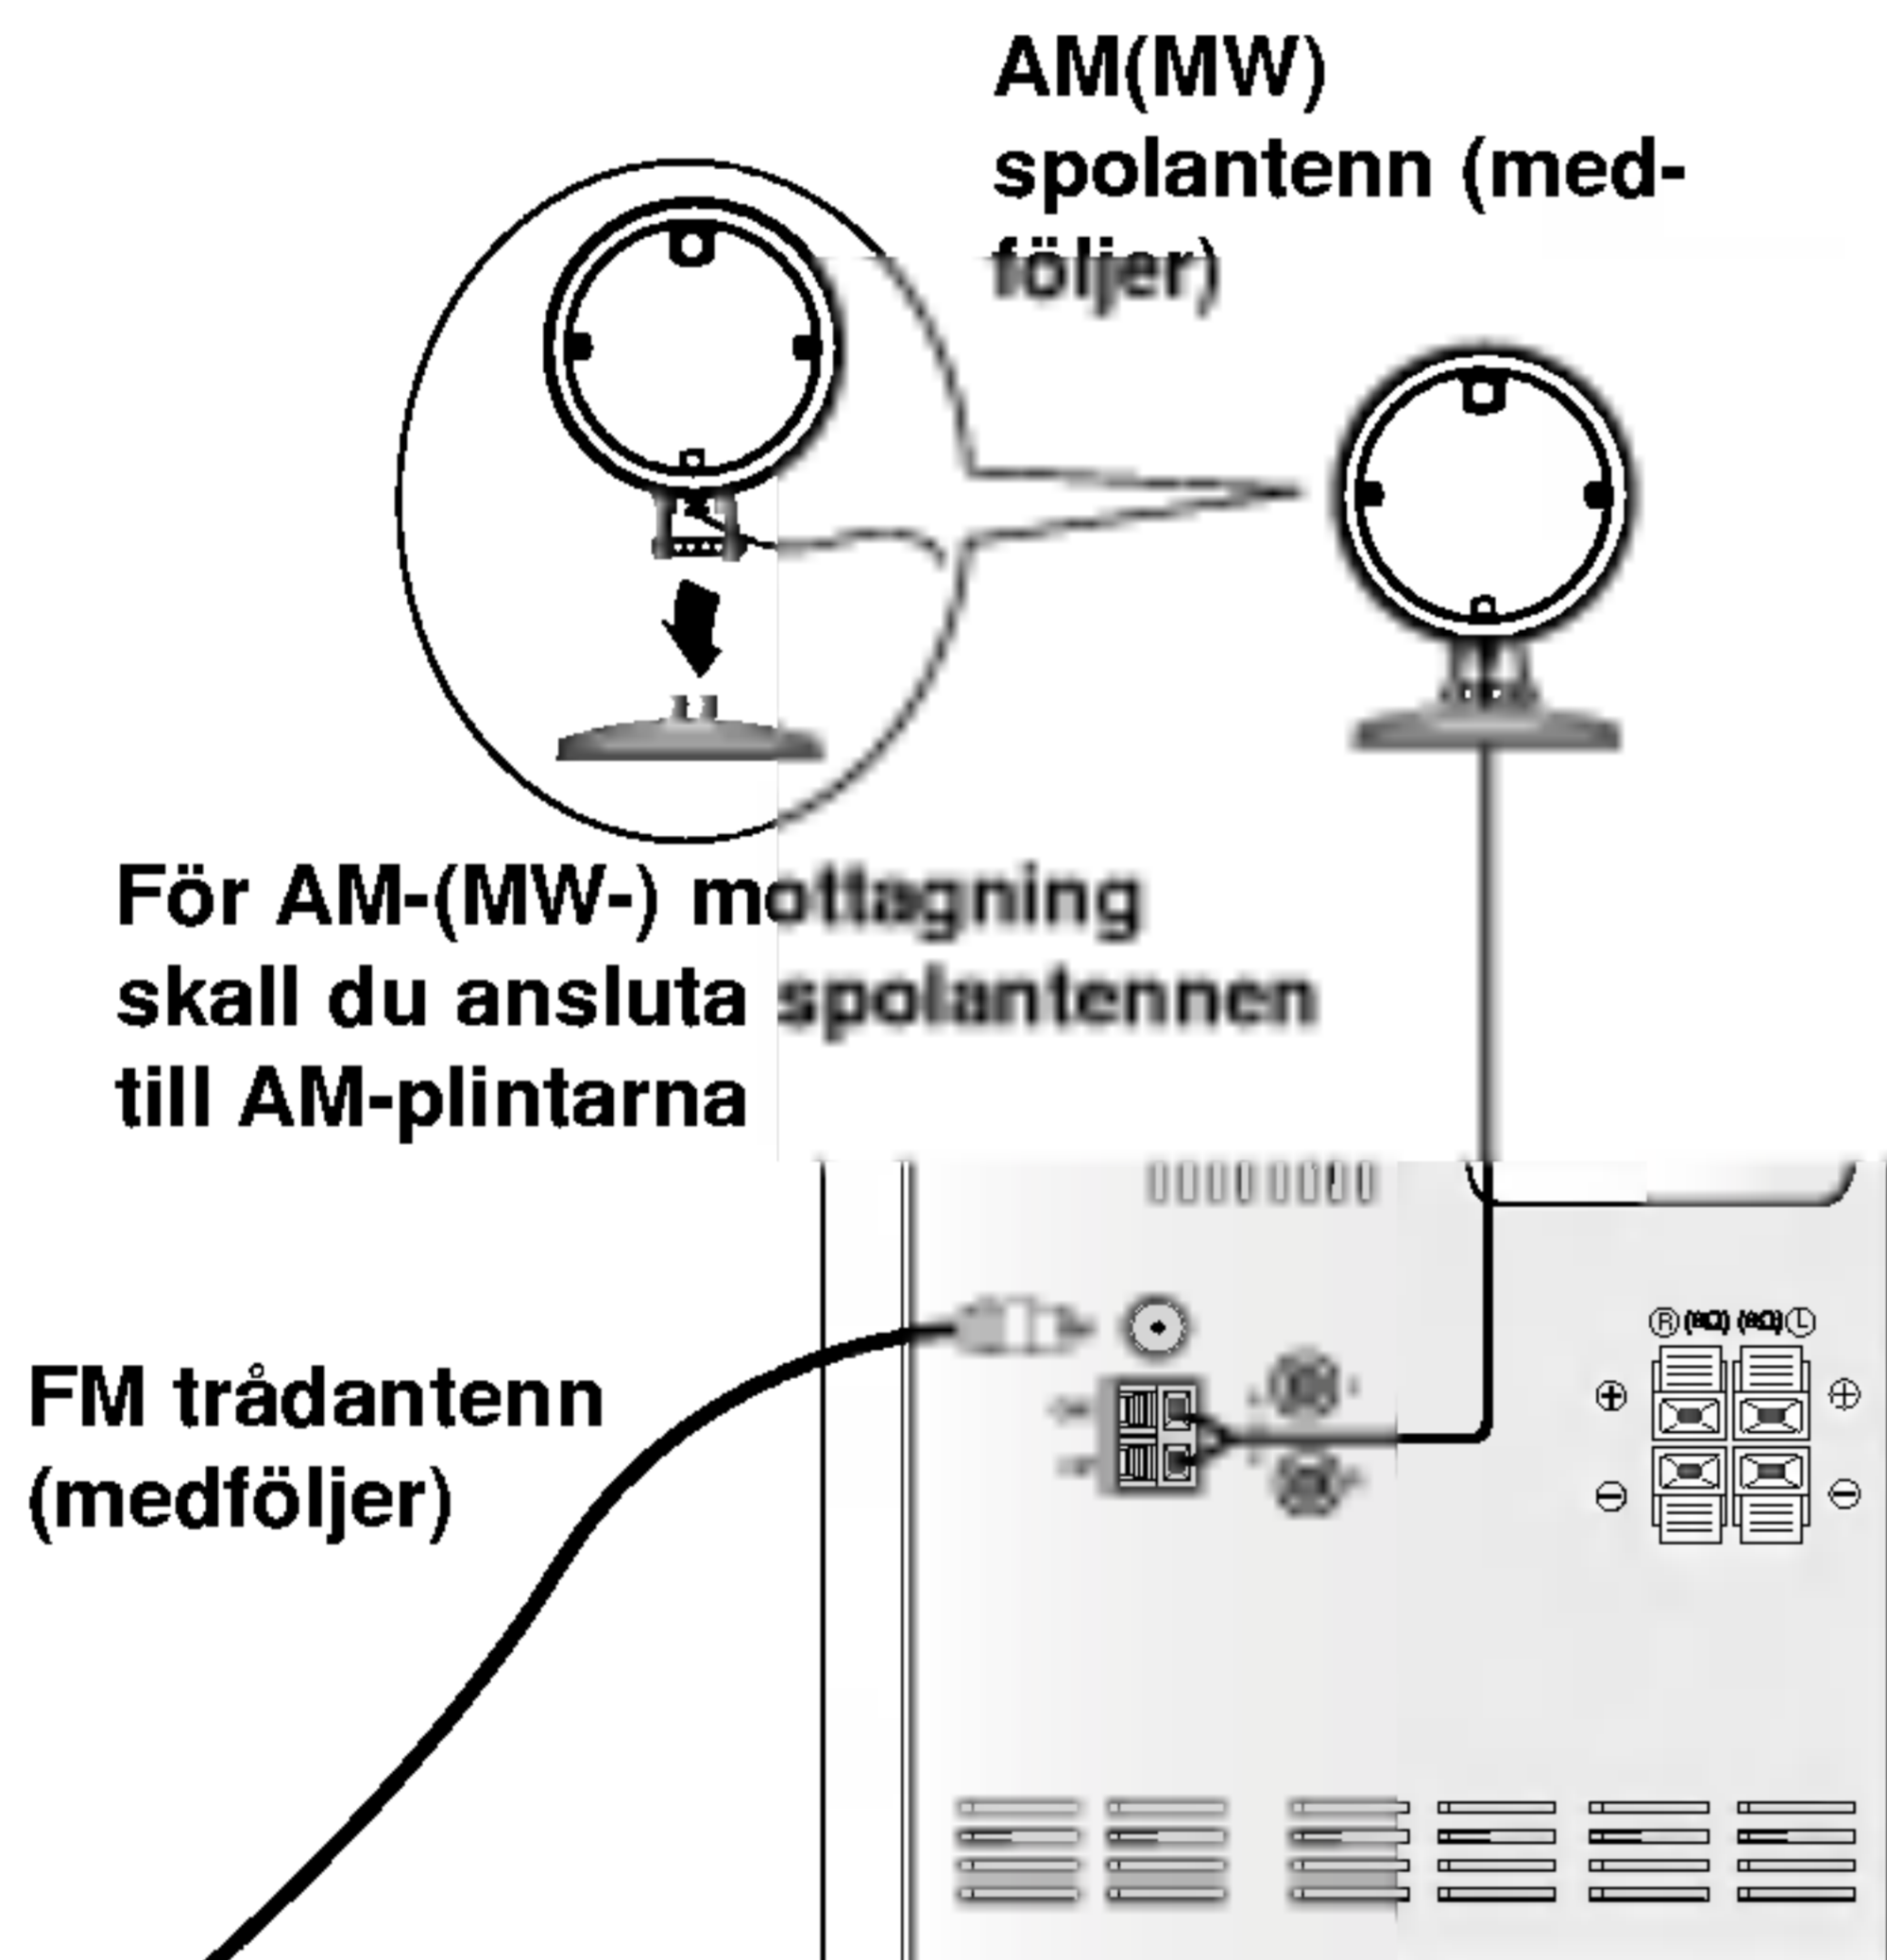 AM(MW)
spolantenn (med-
följer)
För AM-(MW-) mottagning
skall du ansluta spolantennen
till AM-plintarna
FM trådantenn
(medföljer)
R L